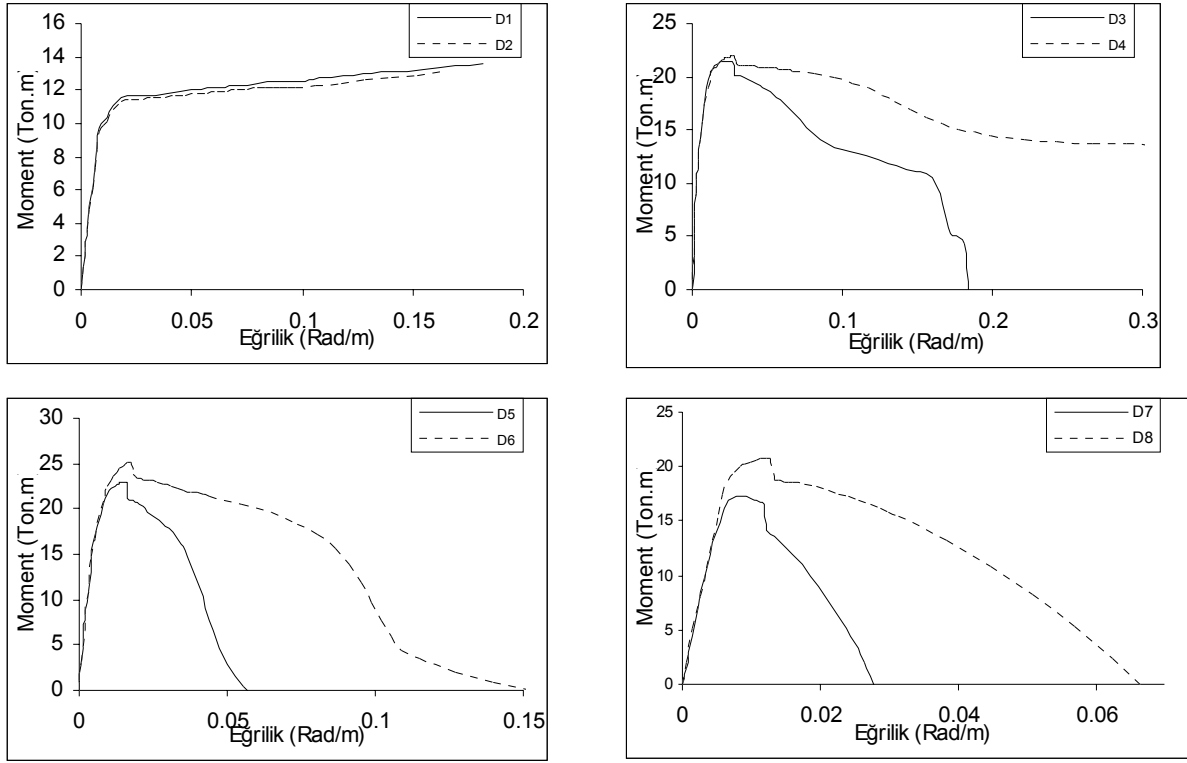 D1
D2
Moment (Ton.m)
16
14
12
10
8
6
4
2
0
0 0.05 0.1 0.15 0.2
Eğrilik (Rad/m)
D3
D4
Moment (Ton.m)
25
20
15
10
5
0
0 0.1 0.2 0.3
Eğrilik (Rad/m)
D5
D6
Moment (Ton.m)
30
25
20
15
10
5
0
0 0.05 0.1 0.15
Eğrilik (Rad/m)
D7
D8
Moment (Ton.m)
25
20
15
10
5
0
0 0.02 0.04 0.06
Eğrilik (Rad/m)